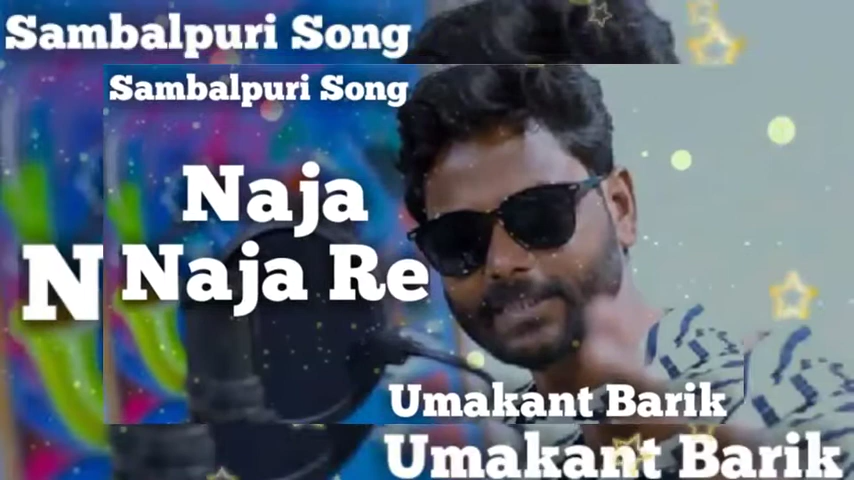 Sambalpuri Song
Sambalpuri Song
Naja
N Naja Re
Umakant Barik
Umakant Barik